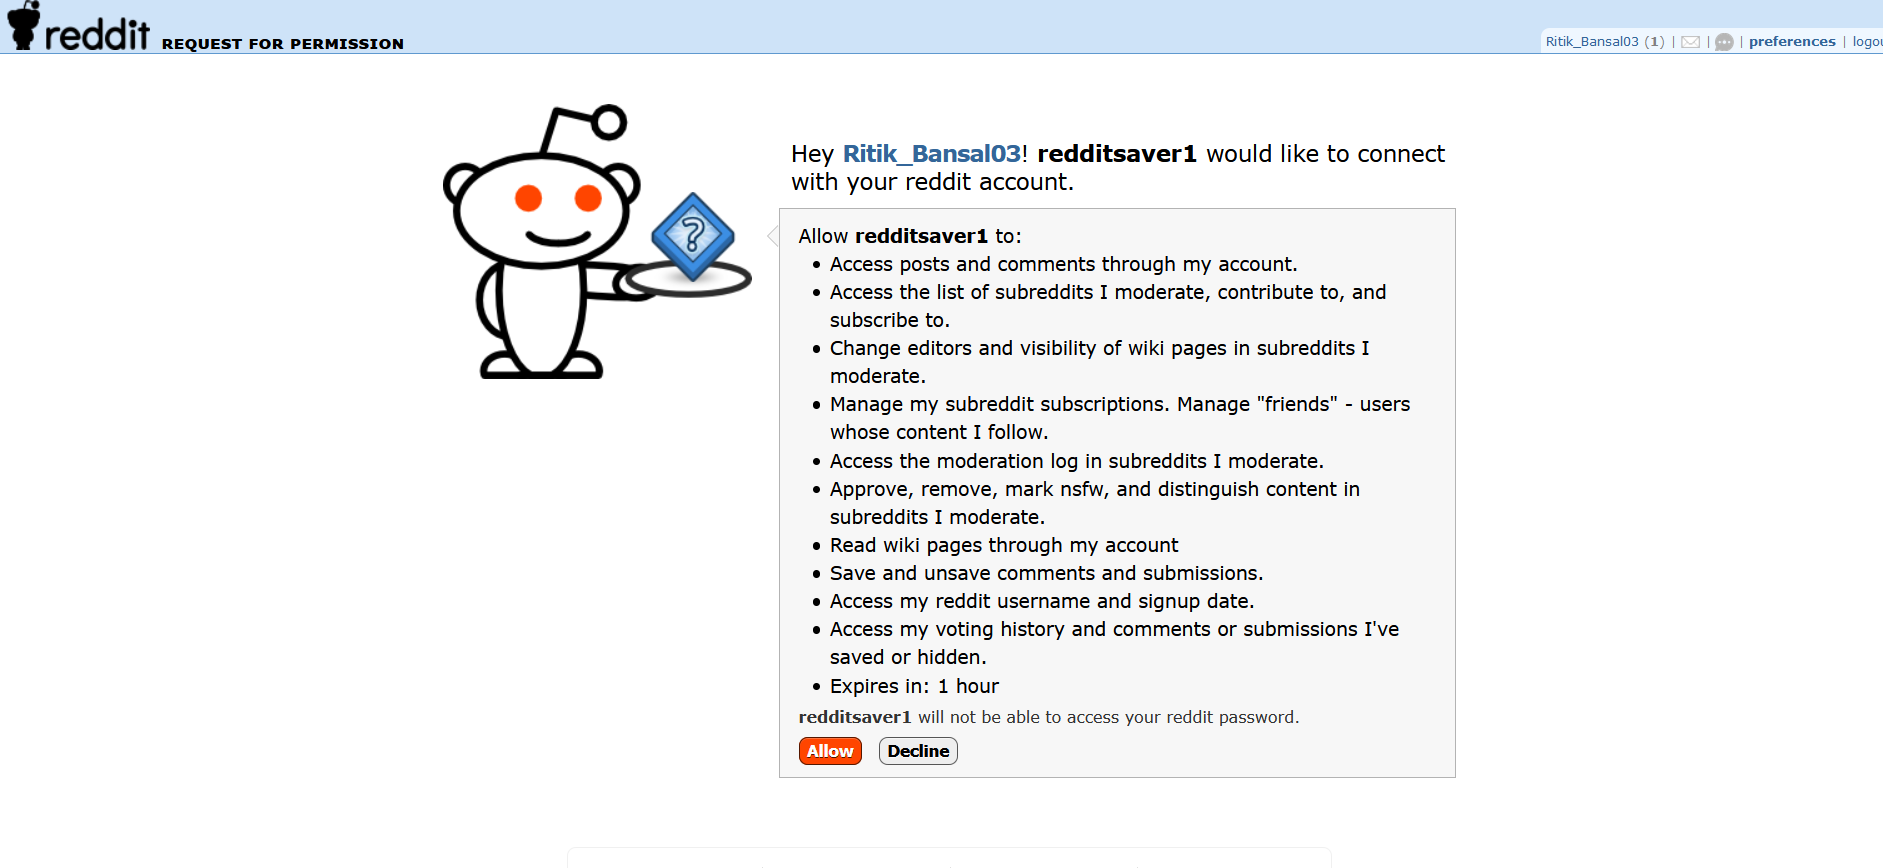 reddit REQUEST FOR PERMISSION
Ritik_Bansal03 (1) | | | preferences |
Hey Ritik_Bansal03! redditsaver1 would like to connect
with your reddit account.
?
Allow redditsaver1 to:
• Access posts and comments through my account.
• Access the list of subreddits I moderate, contribute to, and
subscribe to.
• Change editors and visibility of wiki pages in subreddits I
moderate.
• Manage my subreddit subscriptions. Manage "friends" - users
whose content I follow.
• Access the moderation log in subreddits I moderate.
• Approve, remove, mark nsfw, and distinguish content in
subreddits I moderate.
• Read wiki pages through my account
• Save and unsave comments and submissions.
• Access my reddit username and signup date.
• Access my voting history and comments or submissions I've
saved or hidden.
• Expires in: 1 hour
redditsaver1 will not be able to access your reddit password.
Allow Decline